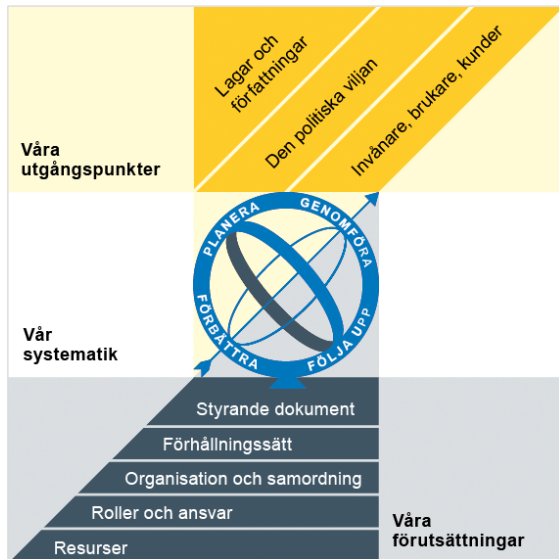 Lagar och
författningar
Den politiska viljan
Invånare, brukare, kunder
Våra
utgångspunkter
PLANERA
GENOMFÖRA
FÖRBÄTTRA
FÖLJA UPP
Vår
systematik
Styrande dokument
Förhållningssätt
Organisation och samordning
Roller och ansvar
Resurser
Våra
förutsättningar